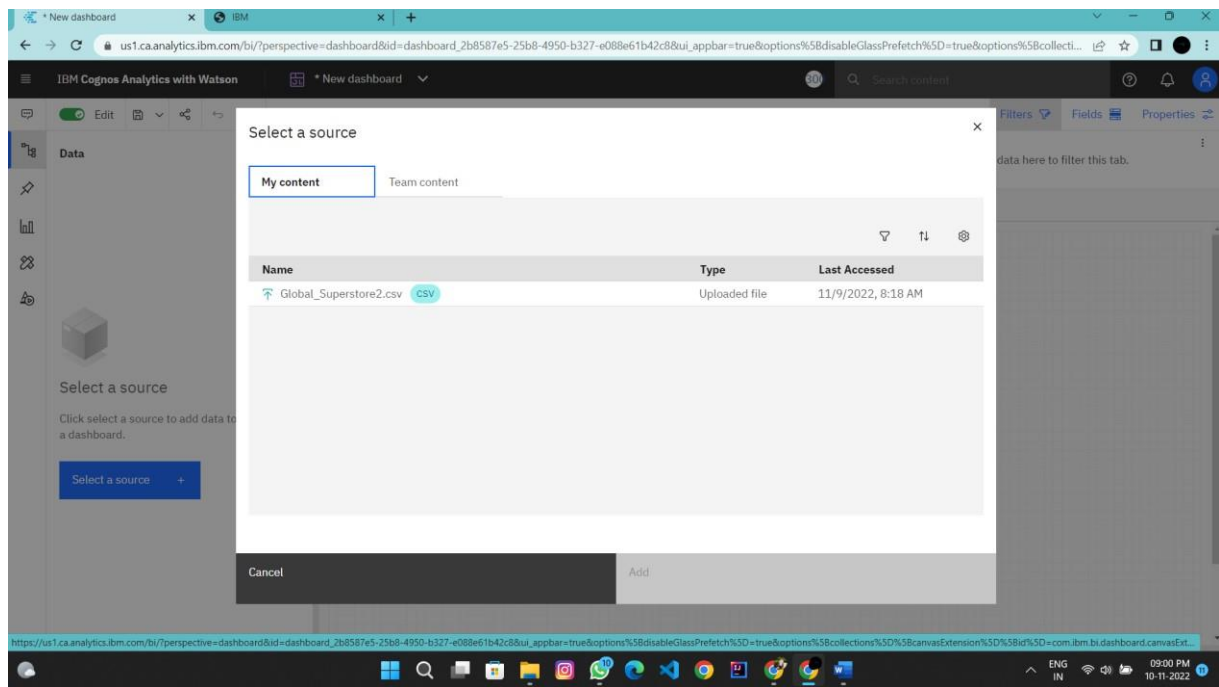 * New dashboard
IBM
us1.ca.analytics.ibm.com/bi/?perspective=dashboard&id=dashboard_2b8587e5-25b8-4950-b327-e088e61b42c8&ui_appbar=true&options%5BdisableGlassPrefetch%5D=true&options%5Bcollecti...
IBM Cognos Analytics with Watson
* New dashboard
Search content
Edit
Filters
Fields
Properties
Select a source
Data
data here to filter this tab.
My content
Team content
Name
Type
Last Accessed
Global_Superstore2.csv
CSV
Uploaded file
11/9/2022, 8:18 AM
Select a source
Click select a source to add data to
a dashboard.
Select a source +
Cancel
Add
https://us1.ca.analytics.ibm.com/bi/?perspective=dashboard&id=dashboard_2b8587e5-25b8-4950-b327-e088e61b42c8&ui_appbar=true&options%5BdisableGlassPrefetch%5D=true&options%5Bcollections%5D%5BcanvasExtension%5D%5Bid%5D=com.ibm.bi.dashboard.canvasExt...
10
ENG
IN
09:00 PM
10-11-2022
11